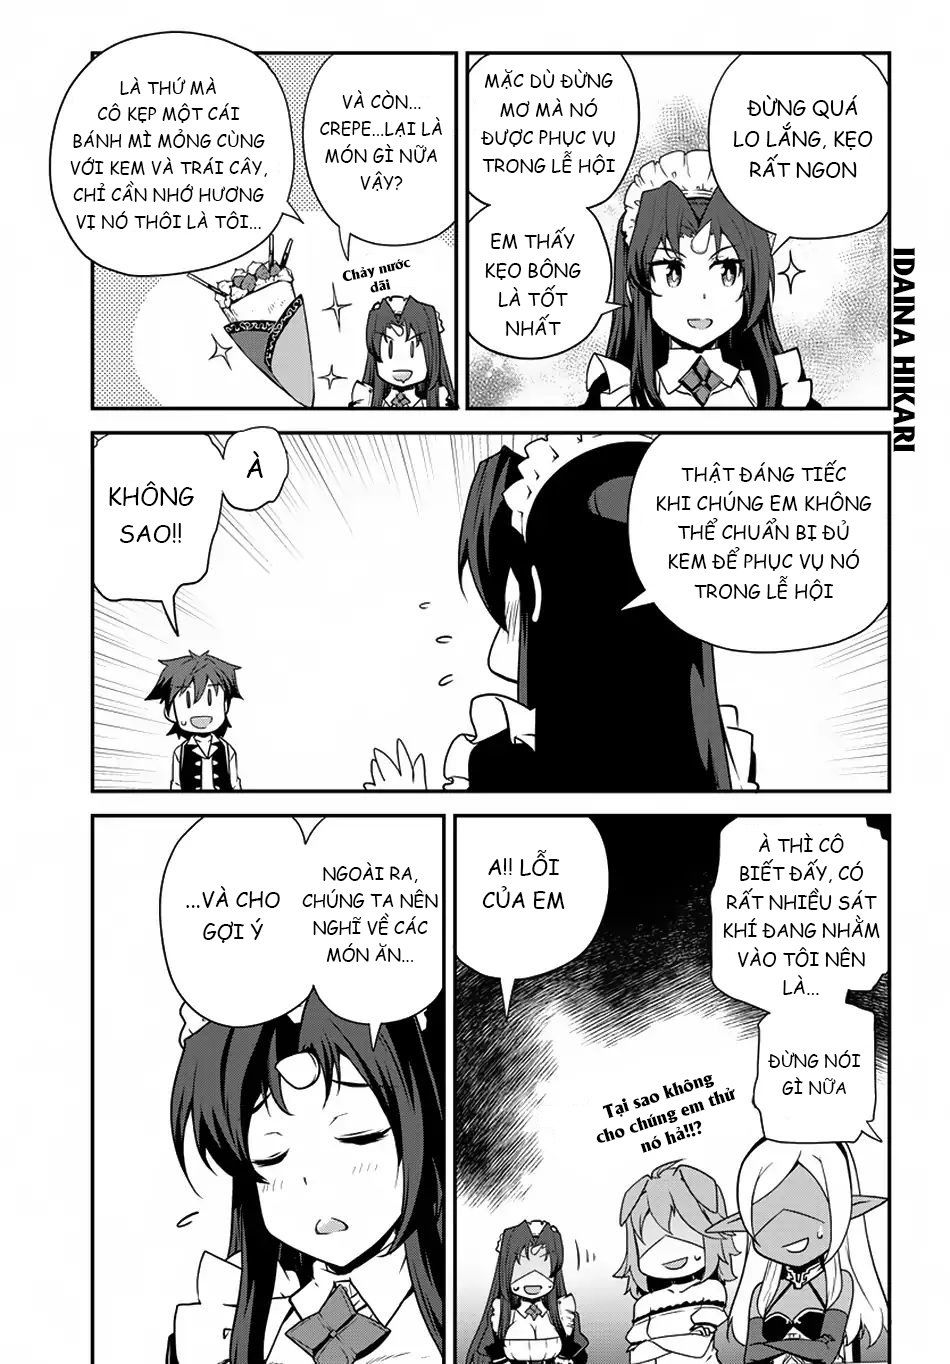 ĐỪNG QUÁ
LO LẮNG, KẸO
RẤT NGON
MẶC DÙ ĐỪNG
MƠ MÀ NÓ
ĐƯỢC PHỤC VỤ
TRONG LỄ HỘI
EM THẤY
KẸO BÔNG
LÀ TỐT
NHẤT
VÀ CÒN...
CREPE...LẠI LÀ
MÓN GÌ NỮA
VẬY?
Chảy nước
dãi
LÀ THỨ MÀ
CÔ KẸP MỘT CÁI
BÁNH MÌ MỎNG CÙNG
VỚI KEM VÀ TRÁI CÂY,
CHỈ CẦN NHỚ HƯƠNG
VỊ NÓ THÔI LÀ TÔI...
IDAINA HIKARI
THẬT ĐÁNG TIẾC
KHI CHÚNG EM KHÔNG
THỂ CHUẨN BỊ ĐỦ
KEM ĐỂ PHỤC VỤ NÓ
TRONG LỄ HỘI
À
KHÔNG
SAO!!
À THÌ CÔ
BIẾT ĐẤY, CÓ
RẤT NHIỀU SÁT
KHÍ ĐANG NHẰM
VÀO TÔI NÊN
LÀ...
ĐỪNG NÓI
GÌ NỮA
Tại sao không
cho chúng em thử
nó hả!!?
A!! LỖI
CỦA EM
NGOÀI RA,
CHÚNG TA NÊN
NGHĨ VỀ CÁC
MÓN ĂN...
...VÀ CHO
GỢI Ý